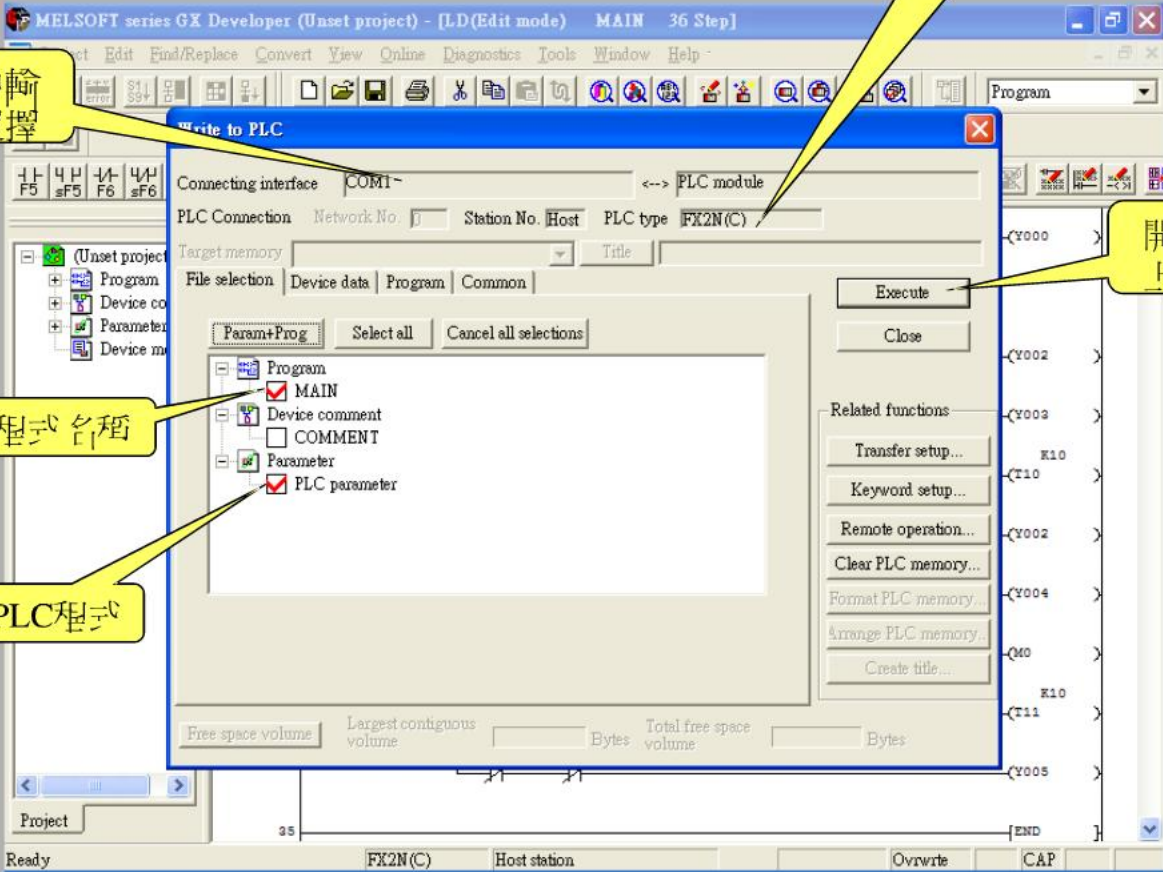 MELSOFT series GX Developer (Unset project) - [LD(Edit mode) MAIN 36 Step]
Edit Find/Replace Convert View Online Diagnostics Tools Window Help
Program
Write to PLC
Connecting interface COM1 <--> PLC module
F5 sF5 F6 sF6
PLC Connection Network No. 0 Station No. Host PLC type FX2N(C)
Target memory Title
(Unset project
Program
Device co
Parameter
Device m
File selection Device data Program Common
Execute
Close
Param+Prog Select all Cancel all selections
Program
MAIN
Device comment
COMMENT
Parameter
PLC parameter
程式名稱
PLC程式
Related functions
Transfer setup...
Keyword setup...
Remote operation...
Clear PLC memory...
Format PLC memory...
Arrange PLC memory..
Create title...
Free space volume Largest contiguous volume Bytes Total free space volume Bytes
Y000
Y002
Y003
K10
T10
Y002
Y004
M0
K10
T11
Y005
35 END
Project
Ready FX2N(C) Host station Ovrwrte CAP